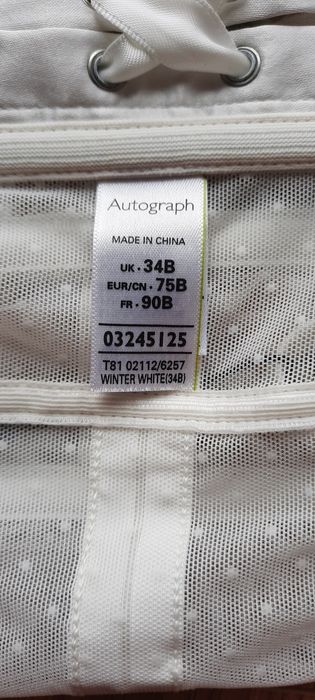 Autograph
MADE IN CHINA
UK • 34B
EUR/CN • 75B
FR • 90B
03245125
T81 02112/6257
WINTER WHITE(34B)